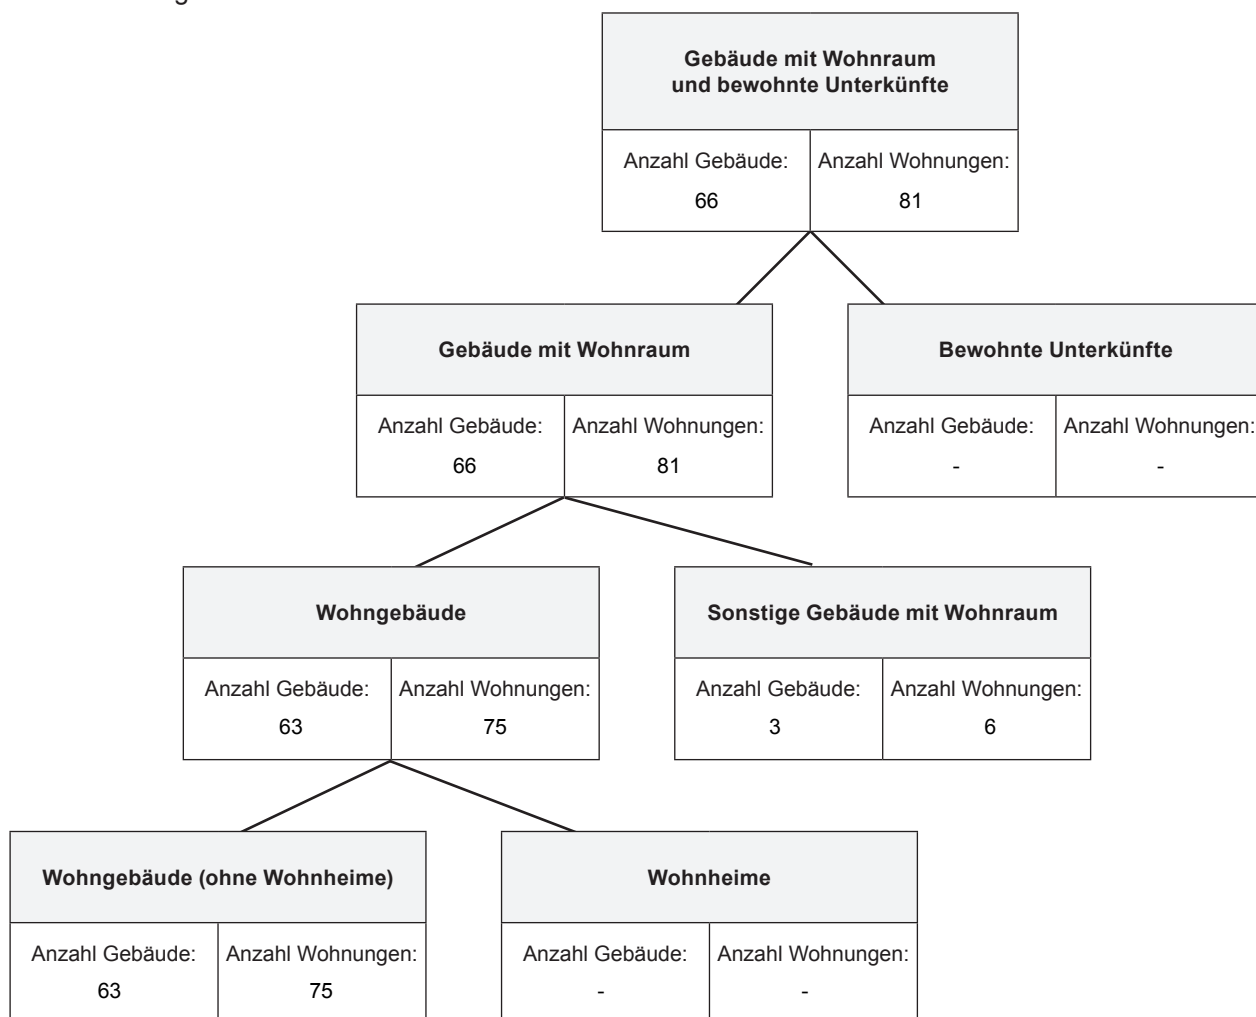 Gebäude mit Wohnraum
und bewohnte Unterkünfte
Anzahl Gebäude: Anzahl Wohnungen:
66 81
Gebäude mit Wohnraum
Anzahl Gebäude: Anzahl Wohnungen:
66 81
Bewohnte Unterkünfte
Anzahl Gebäude: Anzahl Wohnungen:
- -
Wohngebäude
Anzahl Gebäude: Anzahl Wohnungen:
63 75
Sonstige Gebäude mit Wohnraum
Anzahl Gebäude: Anzahl Wohnungen:
3 6
Wohngebäude (ohne Wohnheime)
Anzahl Gebäude: Anzahl Wohnungen:
63 75
Wohnheime
Anzahl Gebäude: Anzahl Wohnungen:
- -